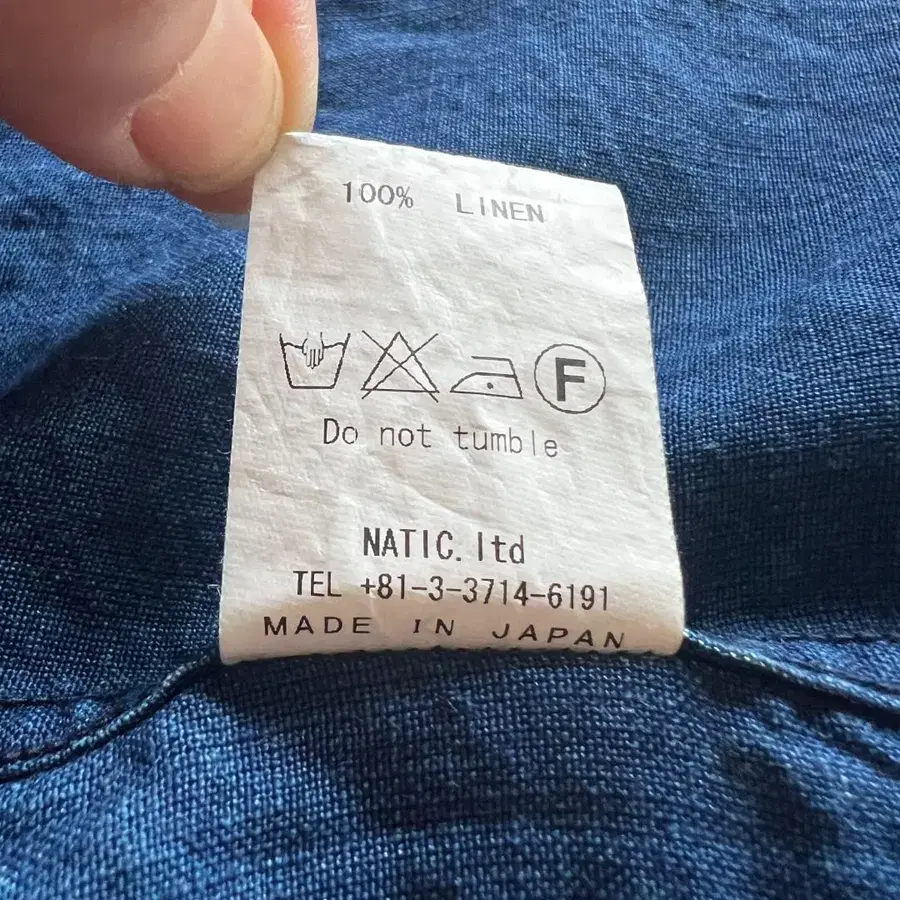 100% LINEN
F
Do not tumble
NATIC.ltd
TEL +81-3-3714-6191
MADE IN JAPAN